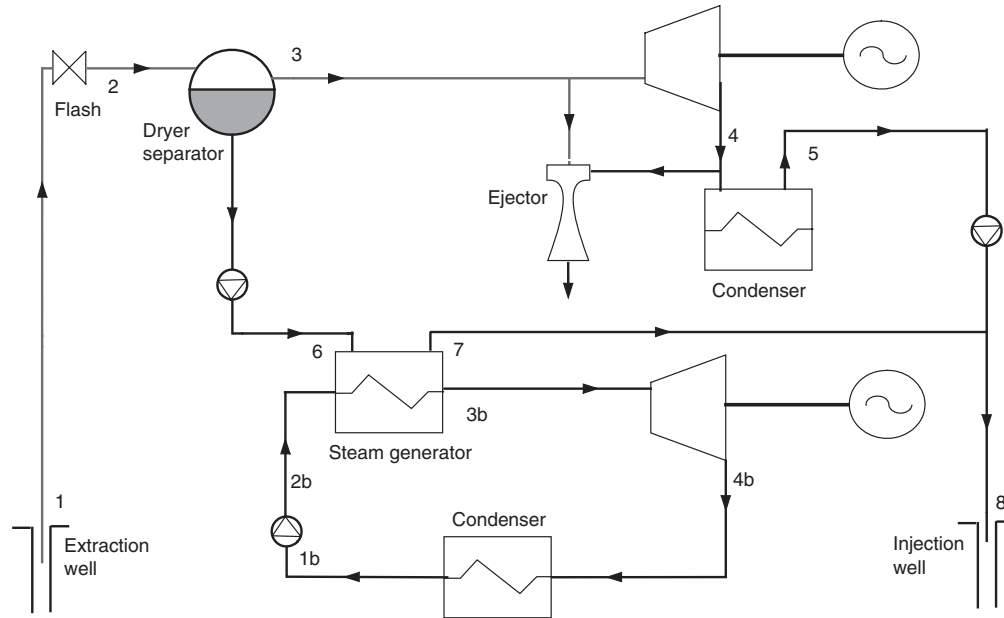 3
4
2
Flash
Dryer
separator
4
5
Ejector
Condenser
6
7
3b
Steam generator
2b
4b
1
Condenser
8
Extraction
well
1b
Injection
well